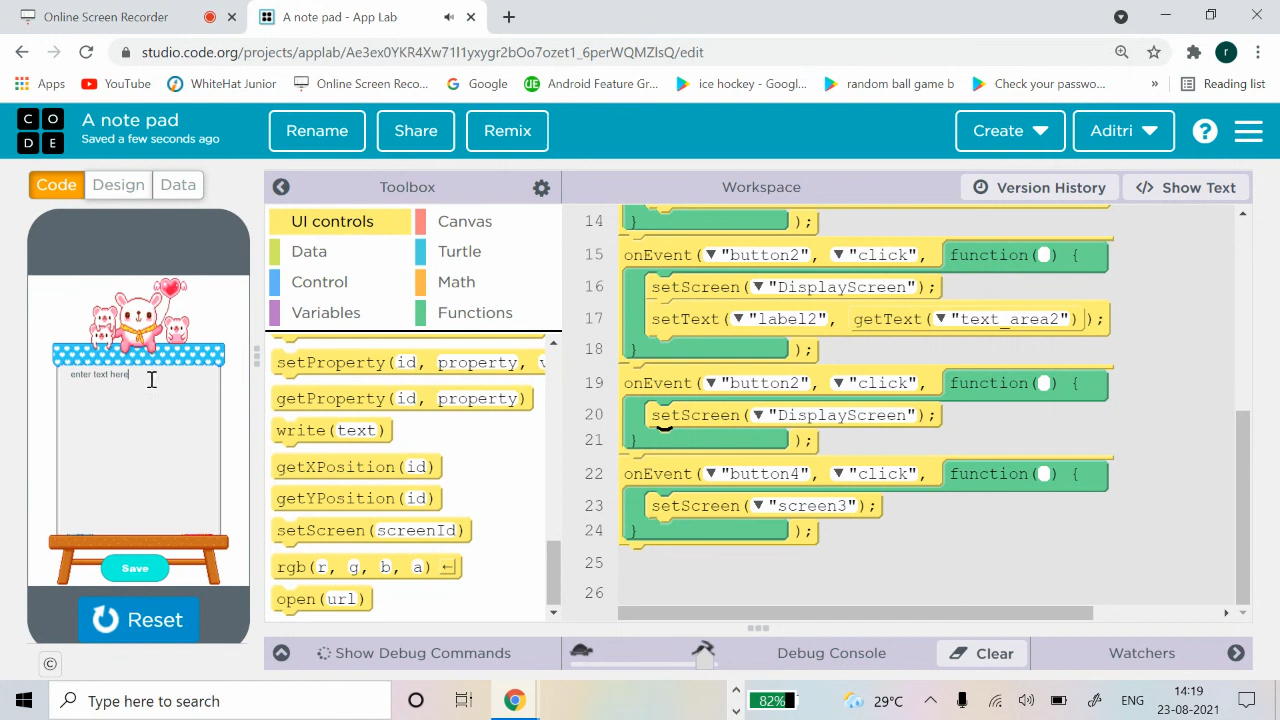 Online Screen Recorder
A note pad - App Lab
studio.code.org/projects/applab/Ae3ex0YKR4Xw71l1yxygr2bOo7ozet1_6perWQMZIsQ/edit
r
Apps
YouTube
WhiteHat Junior
Online Screen Reco...
Google
Android Feature Gr...
ice hockey - Googl...
random ball game b
Check your passwo...
»
Reading list
C O
D E
A note pad
Saved a few seconds ago
Rename
Share
Remix
Create
Aditri
?
Code
Design
Data
Toolbox
Workspace
Version History
</> Show Text
UI controls
Canvas
Data
Turtle
Control
Math
Variables
Functions
setProperty(id, property, v
getProperty(id, property)
write(text)
getXPosition(id)
getYPosition(id)
setScreen(screenId)
rgb(r, g, b, a)
open(url)
14 } );
15 onEvent("button2", "click", function() {
16 setScreen("DisplayScreen");
17 setText("label2", getText("text_area2"));
18 } );
19 onEvent("button2", "click", function() {
20 setScreen("DisplayScreen");
21 } );
22 onEvent("button4", "click", function() {
23 setScreen("screen3");
24 } );
25
26
enter text here
Save
Reset
©
Show Debug Commands
Debug Console
Clear
Watchers
Type here to search
82%
29°C
ENG
14:19
23-08-2021